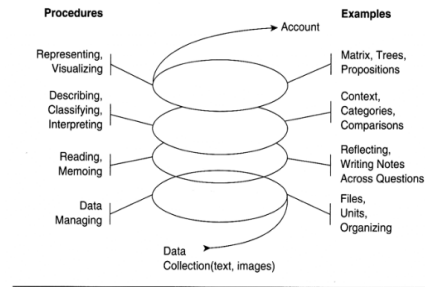 Procedures
Examples
Account
Representing,
Visualizing
Matrix, Trees,
Propositions
Describing,
Classifying,
Interpreting
Context,
Categories,
Comparisons
Reading,
Memoing
Reflecting,
Writing Notes
Across Questions
Data
Managing
Files,
Units,
Organizing
Data
Collection(text, images)